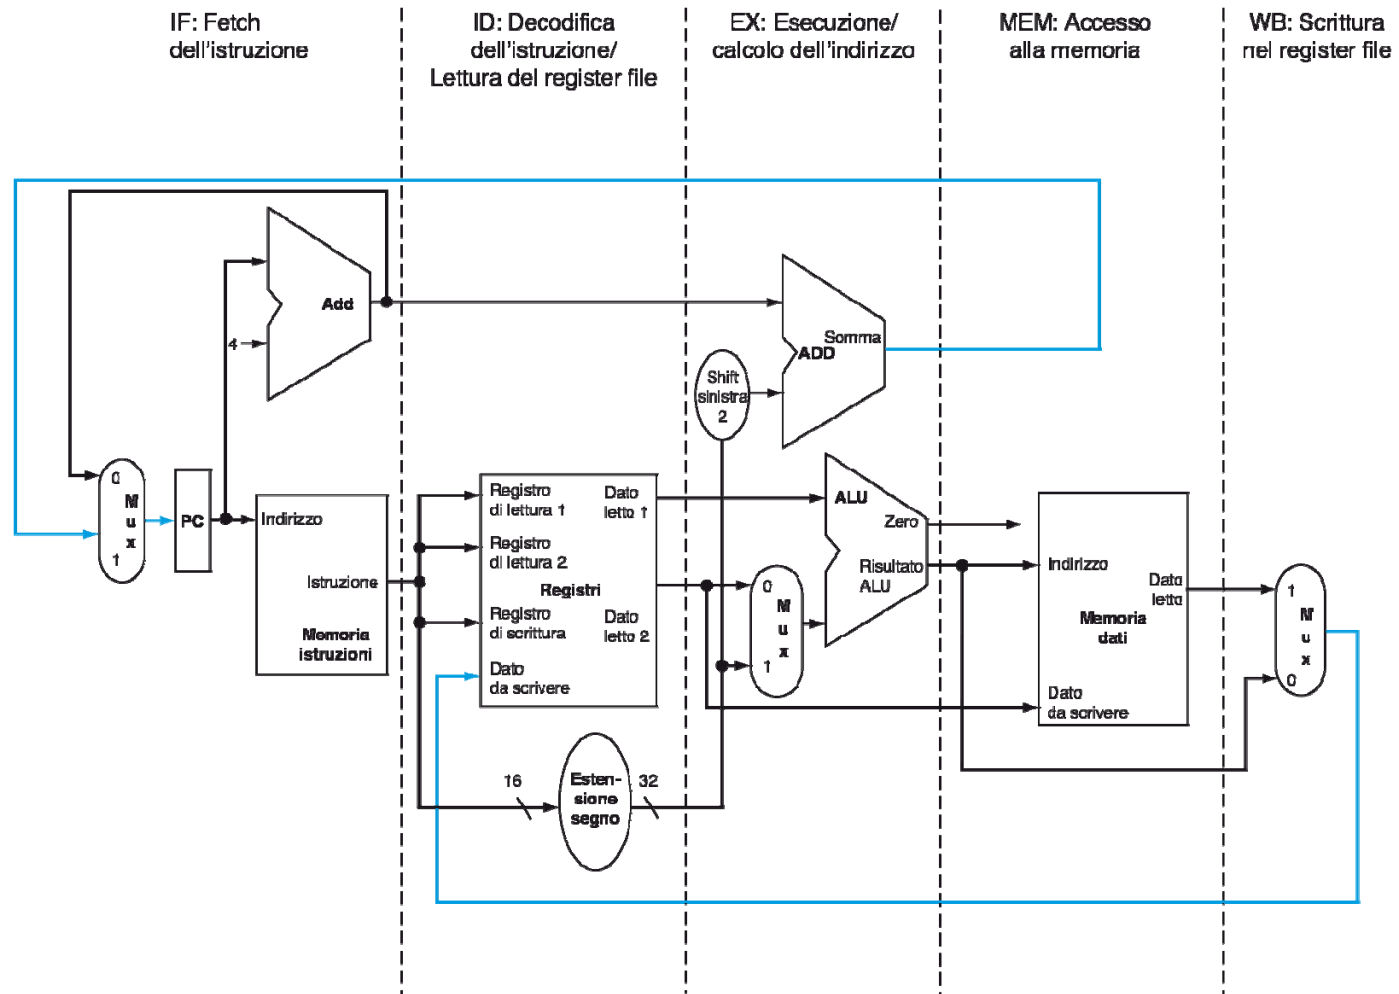 IF: Fetch
dell'istruzione
ID: Decodifica
dell'istruzione/
Lettura del register file
EX: Esecuzione/
calcolo dell'indirizzo
MEM: Accesso
alla memoria
WB: Scrittura
nel register file
Add
4
0
M
u
x
1
PC
Indirizzo
Istruzione
Memoria
istruzioni
Registro
di lettura 1
Registro
di lettura 2
Registri
Registro
di scrittura
Dato
da scrivere
Dato
letto 1
Dato
letto 2
16
Esten-
sione
segno
32
Shift
sinistra
2
ADD
Somma
0
M
u
x
1
ALU
Zero
Risultato
ALU
Indirizzo
Dato
letto
Memoria
dati
Dato
da scrivere
1
M
u
x
0